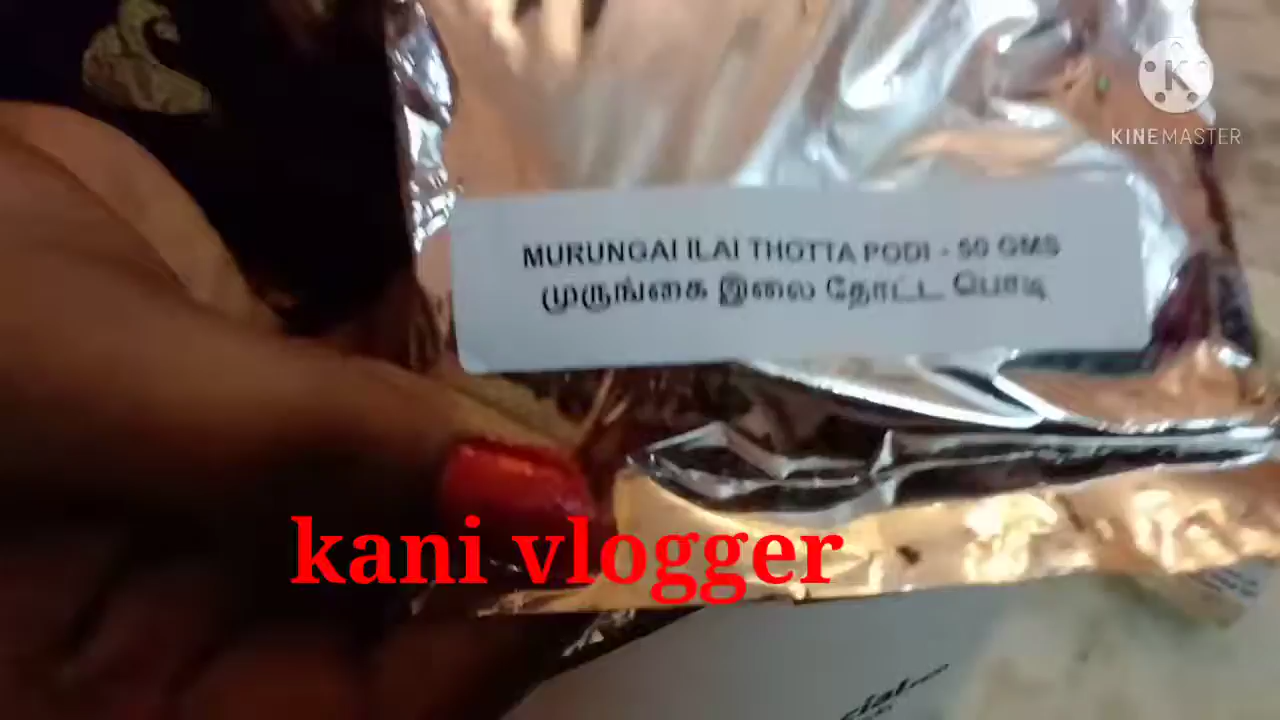 KINEMASTER
MURUNGAI ILAI THOTTA PODI - 50 GMS
முருங்கை இலை தோட்ட பொடி
kani vlogger